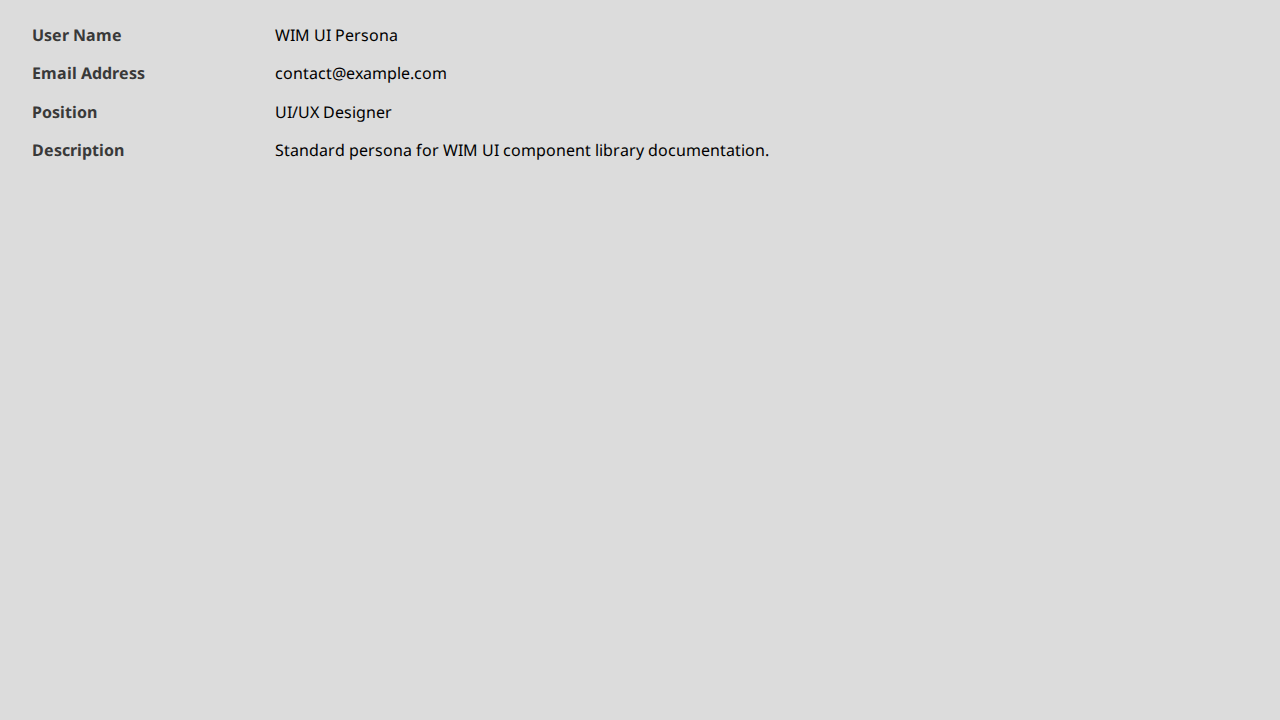 User Name WIM UI Persona
Email Address contact@example.com
Position UI/UX Designer
Description Standard persona for WIM UI component library documentation.